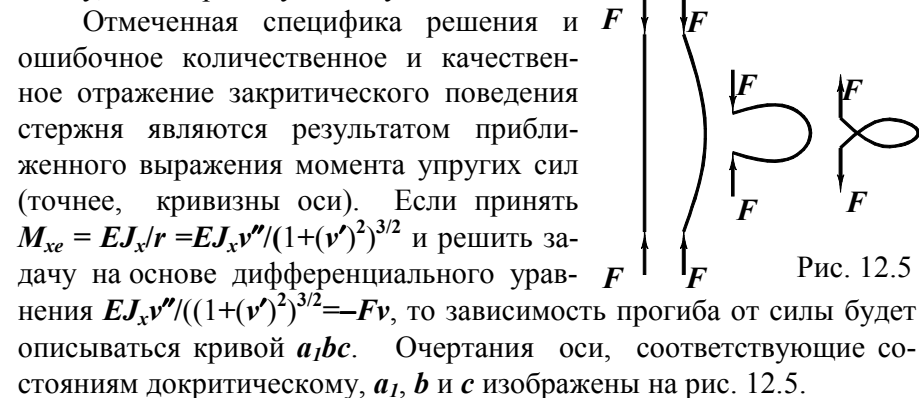 Отмеченная специфика решения и
ошибочное количественное и качествен-
ное отражение закритического поведения
стержня являются результатом прибли-
женного выражения момента упругих сил
(точнее, кривизны оси). Если принять
Mxe = EJx/r =EJxv″/(1+(v′)²)³/² и решить за-
дачу на основе дифференциального урав-
нения EJxv″/((1+(v′)²)³/²=–Fv, то зависимость прогиба от силы будет
описываться кривой a1bc. Очертания оси, соответствующие со-
стояниям докритическому, a1, b и c изображены на рис. 12.5.
F
F
F
F
F
F
F
F
Рис. 12.5